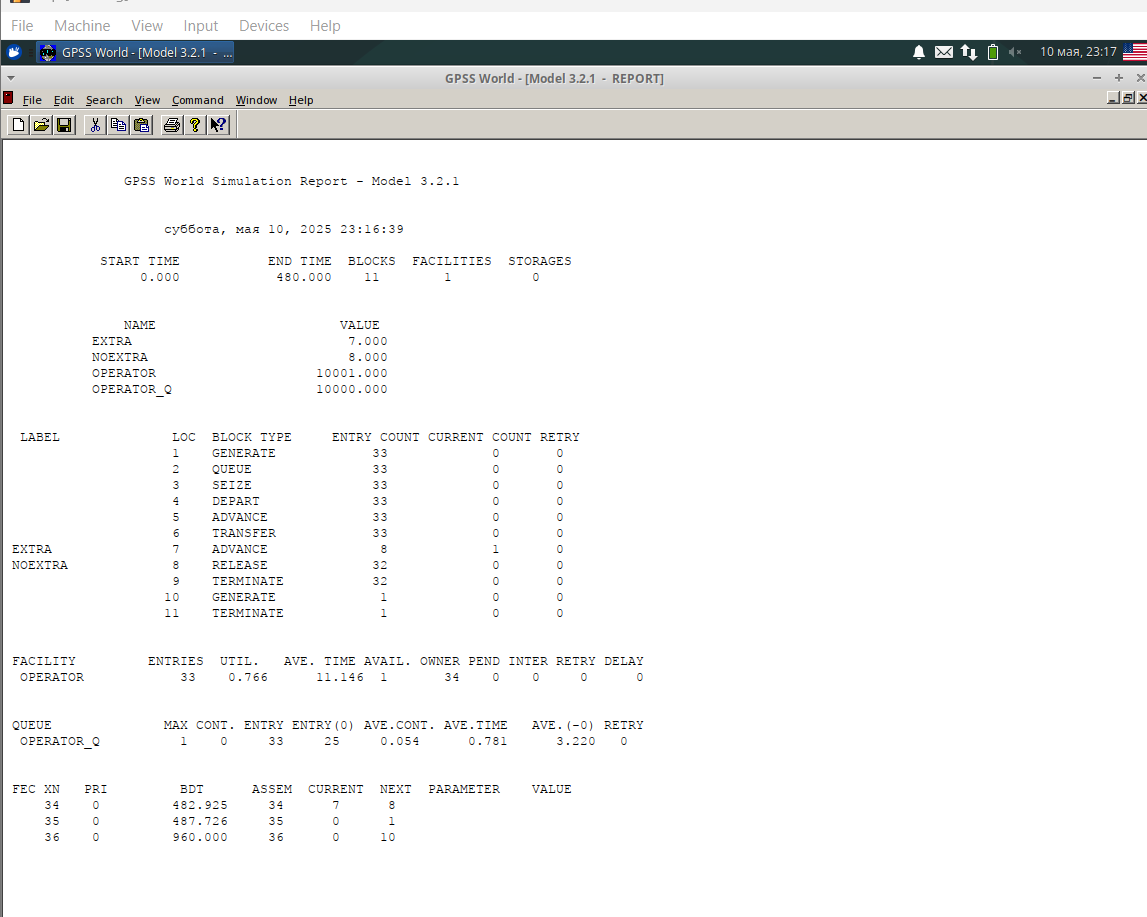 File Machine View Input Devices Help
GPSS World - [Model 3.2.1 - ... 10 мая, 23:17
GPSS World - [Model 3.2.1 - REPORT]
File Edit Search View Command Window Help
GPSS World Simulation Report - Model 3.2.1
суббота, мая 10, 2025 23:16:39
START TIME END TIME BLOCKS FACILITIES STORAGES
0.000 480.000 11 1 0
NAME VALUE
EXTRA 7.000
NOEXTRA 8.000
OPERATOR 10001.000
OPERATOR_Q 10000.000
LABEL LOC BLOCK TYPE ENTRY COUNT CURRENT COUNT RETRY
1 GENERATE 33 0 0
2 QUEUE 33 0 0
3 SEIZE 33 0 0
4 DEPART 33 0 0
5 ADVANCE 33 0 0
6 TRANSFER 33 0 0
EXTRA 7 ADVANCE 8 1 0
NOEXTRA 8 RELEASE 32 0 0
9 TERMINATE 32 0 0
10 GENERATE 1 0 0
11 TERMINATE 1 0 0
FACILITY ENTRIES UTIL. AVE. TIME AVAIL. OWNER PEND INTER RETRY DELAY
OPERATOR 33 0.766 11.146 1 34 0 0 0 0
QUEUE MAX CONT. ENTRY ENTRY(0) AVE.CONT. AVE.TIME AVE.(-0) RETRY
OPERATOR_Q 1 0 33 25 0.054 0.781 3.220 0
FEC XN PRI BDT ASSEM CURRENT NEXT PARAMETER VALUE
34 0 482.925 34 7 8
35 0 487.726 35 0 1
36 0 960.000 36 0 10